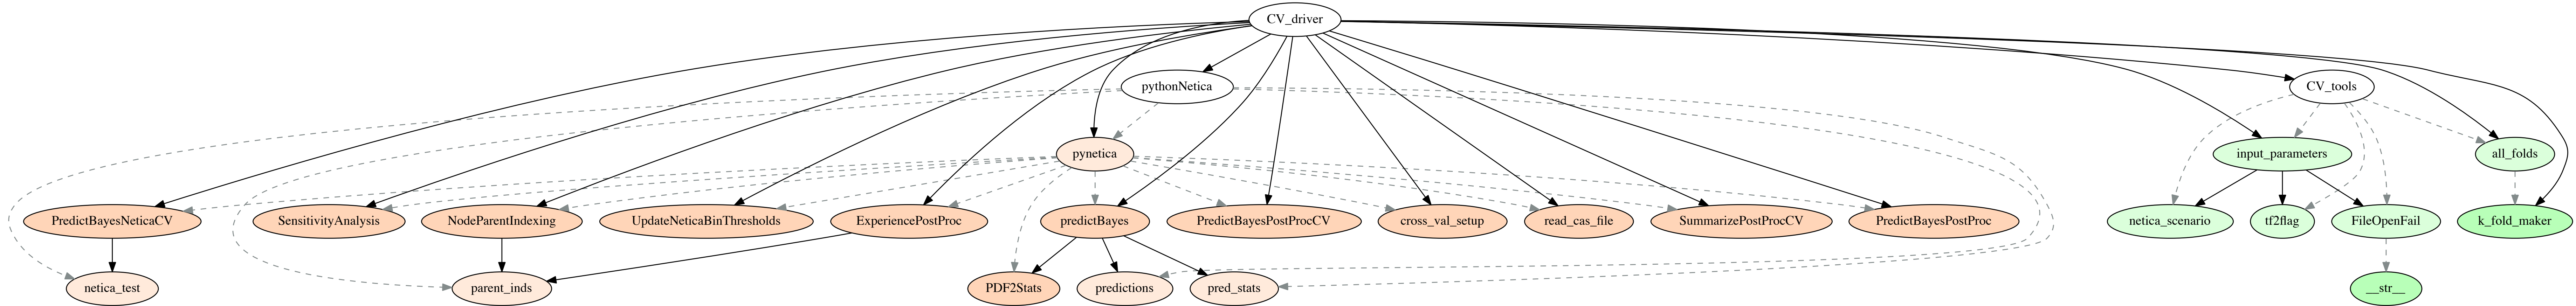 CV_driver
pythonNetica
CV_tools
pynetica
input_parameters
all_folds
PredictBayesNeticaCV
SensitivityAnalysis
NodeParentIndexing
UpdateNeticaBinThresholds
ExperiencePostProc
predictBayes
PredictBayesPostProcCV
cross_val_setup
read_cas_file
SummarizePostProcCV
PredictBayesPostProc
netica_scenario
tf2flag
FileOpenFail
k_fold_maker
netica_test
parent_inds
PDF2Stats
predictions
pred_stats
__str__